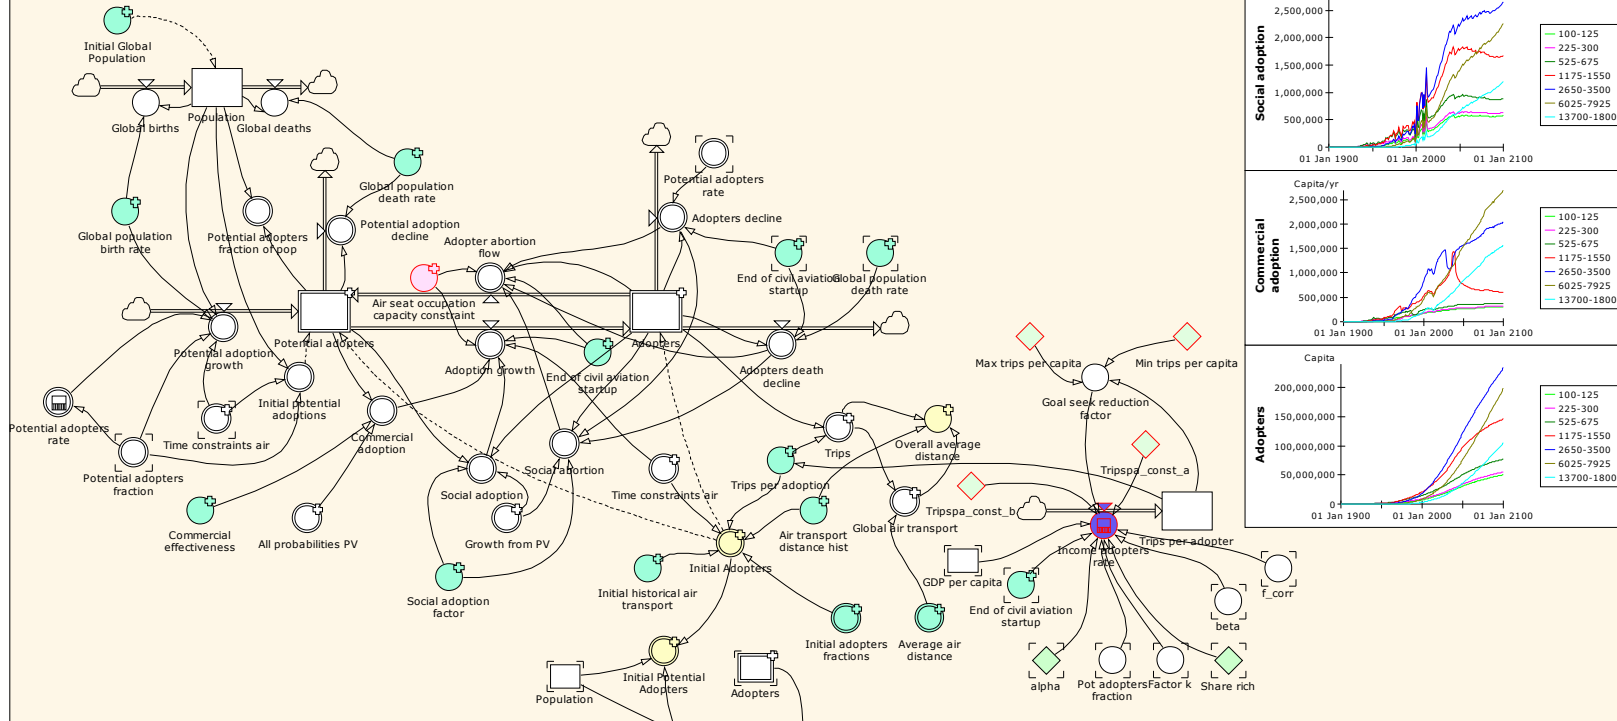 Initial Global
Population
Population
Global births
Global deaths
Global population
death rate
Global population
birth rate
Potential adopters
fraction of pop
Potential adoption
decline
Adopter abortion
flow
Potential adopters
rate
Adopters decline
End of civil aviation
startup
Global population
death rate
Air seat occupation
capacity constraint
Potential adopters
Adopters
Potential adoption
growth
Adoption growth
End of civil aviation
startup
Adopters death
decline
Initial potential
adoptions
Potential adopters
rate
Time constraints air
Commercial
adoption
Potential adopters
fraction
Social adoption
Social abortion
Time constraints air
Trips per adoption
Trips
Overall average
distance
Commercial
effectiveness
All probabilities PV
Growth from PV
Air transport
distance hist
Global air transport
Initial Adopters
Social adoption
factor
Initial historical air
transport
Initial adopters
fractions
Average air
distance
Initial Potential
Adopters
Population
Adopters
Max trips per capita
Min trips per capita
Goal seek reduction
factor
Tripspa_const_a
Tripspa_const_b
Trips per adopter
Income adopters
rate
GDP per capita
End of civil aviation
startup
f_corr
beta
alpha
Pot adopters
fraction
Factor k
Share rich
Social adoption
2,500,000
2,000,000
1,500,000
1,000,000
500,000
0
01 Jan 1900
01 Jan 2000
01 Jan 2100
100-125
225-300
525-675
1175-1550
2650-3500
6025-7925
13700-1800
Commercial
adoption
Capita/yr
2,500,000
2,000,000
1,500,000
1,000,000
500,000
0
01 Jan 1900
01 Jan 2000
01 Jan 2100
100-125
225-300
525-675
1175-1550
2650-3500
6025-7925
13700-1800
Adopters
Capita
200,000,000
150,000,000
100,000,000
50,000,000
0
01 Jan 1900
01 Jan 2000
01 Jan 2100
100-125
225-300
525-675
1175-1550
2650-3500
6025-7925
13700-1800